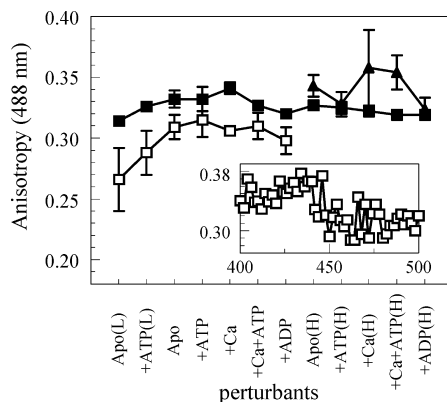 Anisotropy (488 nm)
0.40
0.35
0.30
0.25
0.20
0.38
0.30
400
450
500
Apo(L)
+ATP(L)
Apo
+ATP
+Ca
+Ca+ATP
+ADP
Apo(H)
+ATP(H)
+Ca(H)
+Ca+ATP(H)
+ADP(H)
perturbants